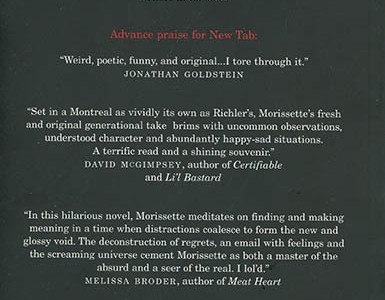 Advance praise for New Tab:
“Weird, poetic, funny, and original...I tore through it.”
JONATHAN GOLDSTEIN
“Set in a Montreal as vividly its own as Richler’s, Morissette’s fresh
and original generational take brims with uncommon observations,
understood character and abundantly happy-sad situations.
A terrific read and a shining souvenir.”
DAVID MCGIMPSEY, author of Certifiable
and Li’l Bastard
“In this hilarious novel, Morissette meditates on finding and making
meaning in a time when distractions coalesce to form the new and
glossy void. The deconstruction of regrets, an email with feelings and
the screaming universe cement Morissette as both a master of the
absurd and a seer of the real. I lol’d.”
MELISSA BRODER, author of Meat Heart